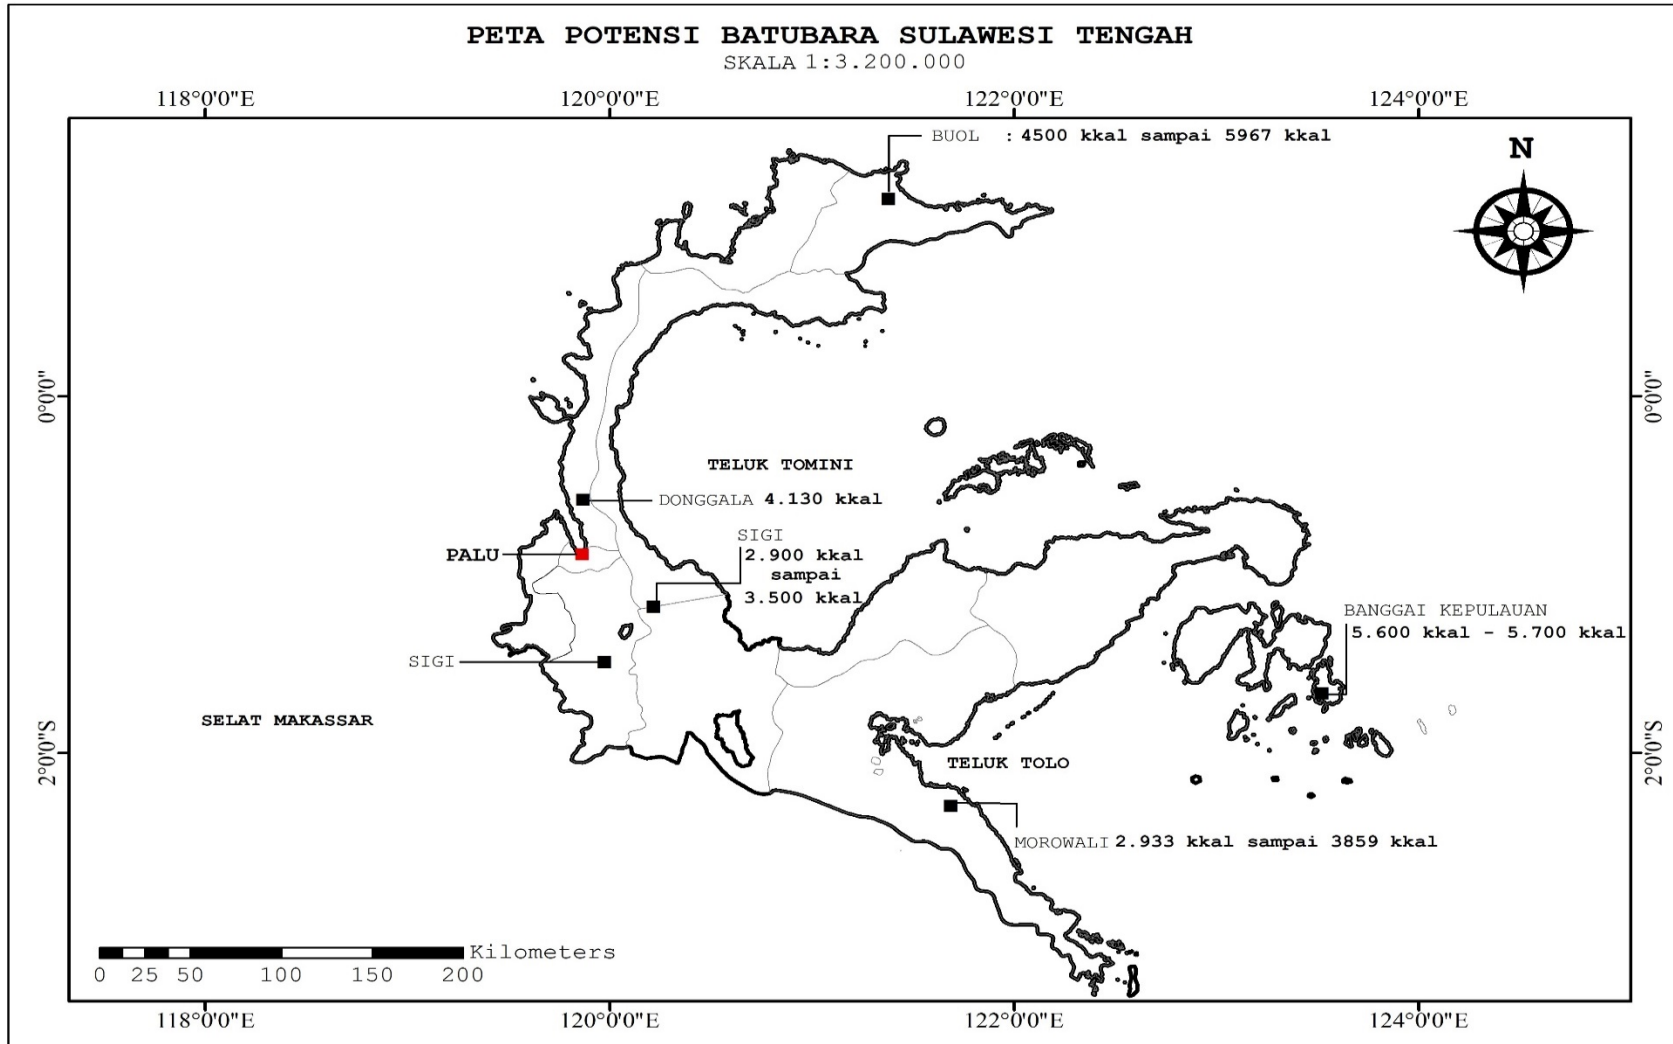 PETA POTENSI BATUBARA SULAWESI TENGAH
SKALA 1:3.200.000
118°0'0"E 120°0'0"E 122°0'0"E 124°0'0"E
BUOL : 4500 kkal sampai 5967 kkal
N
0°0'0"
0°0'0"
TELUK TOMINI
DONGGALA 4.130 kkal
SIGI
2.900 kkal
sampai
3.500 kkal
PALU
BANGGAI KEPULAUAN
5.600 kkal - 5.700 kkal
SIGI
SELAT MAKASSAR
2°0'0"S
2°0'0"S
TELUK TOLO
MOROWALI 2.933 kkal sampai 3859 kkal
Kilometers
0 25 50 100 150 200
118°0'0"E 120°0'0"E 122°0'0"E 124°0'0"E